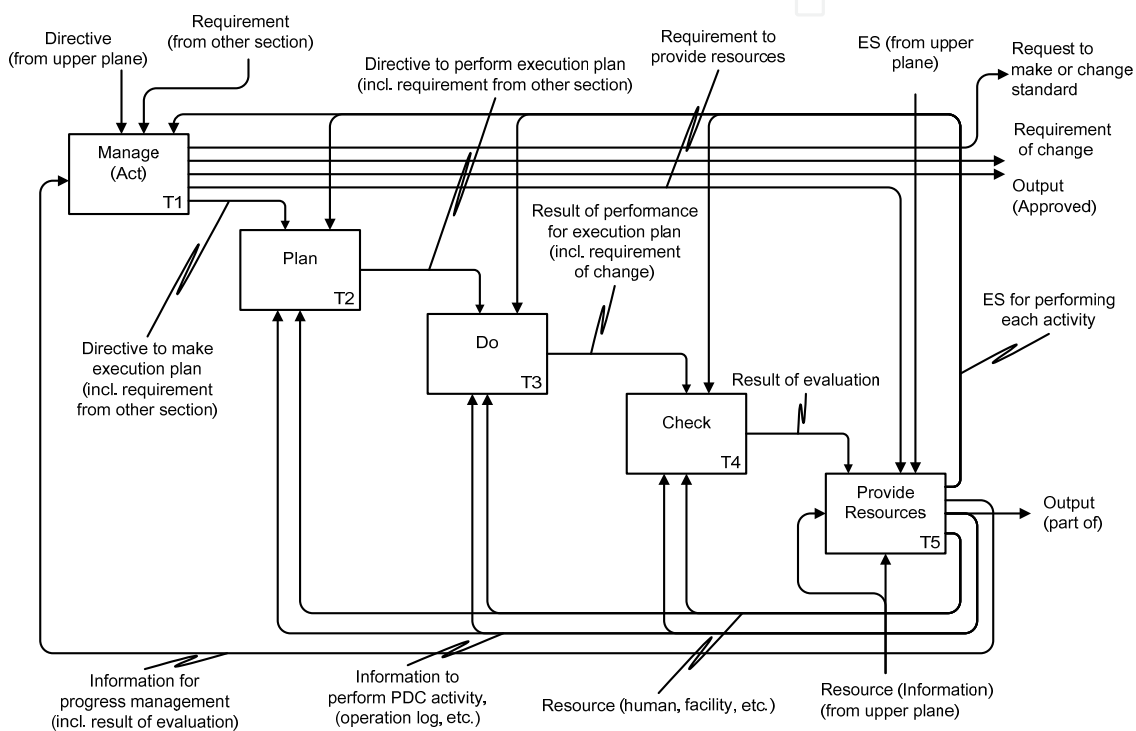 Directive
(from upper plane)
Requirement
(from other section)
Directive to perform execution plan
(incl. requirement from other section)
Requirement to
provide resources
ES (from upper
plane)
Request to
make or change
standard
Requirement
of change
Output
(Approved)
Manage
(Act)
T1
Plan
T2
Result of performance
for execution plan
(incl. requirement
of change)
Do
T3
ES for performing
each activity
Directive to make
execution plan
(incl. requirement
from other section)
Result of evaluation
Check
T4
Provide
Resources
T5
Output
(part of)
Information for
progress management
(incl. result of evaluation)
Information to
perform PDC activity,
(operation log, etc.)
Resource (human, facility, etc.)
Resource (Information)
(from upper plane)